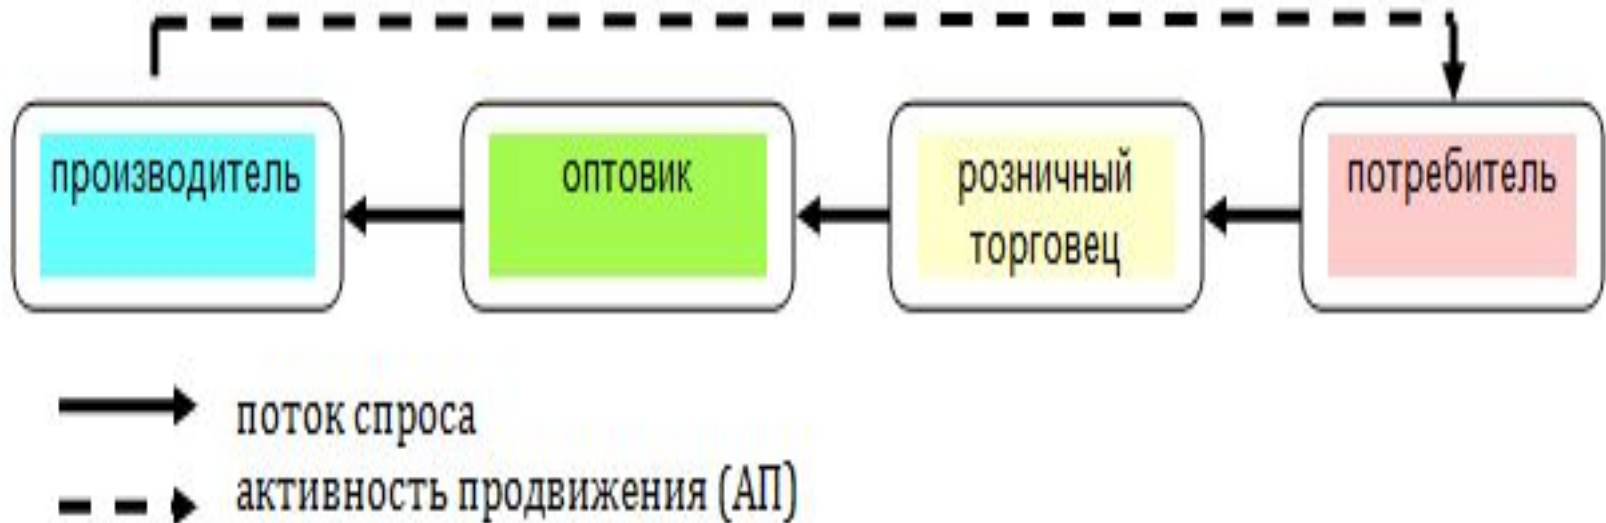 производитель
оптовик
розничный
торговец
потребитель
поток спроса
активность продвижения (АП)